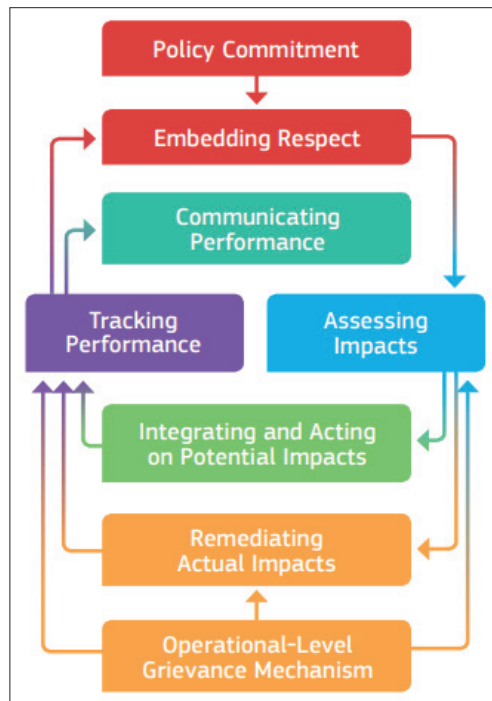 Policy Commitment
Embedding Respect
Communicating
Performance
Tracking
Performance
Assessing
Impacts
Integrating and Acting
on Potential Impacts
Remediating
Actual Impacts
Operational-Level
Grievance Mechanism